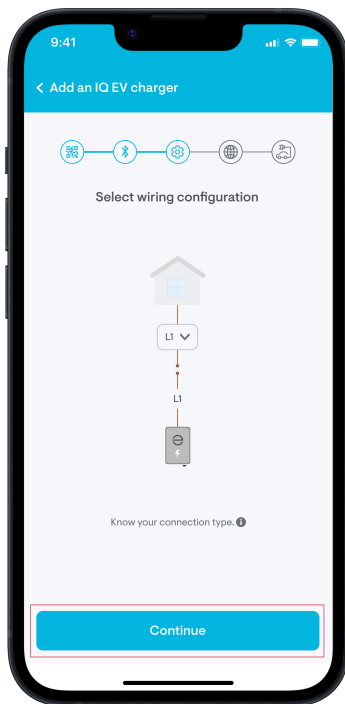 9:41
Add an IQ EV charger
Select wiring configuration
L1
L1
Know your connection type.
Continue